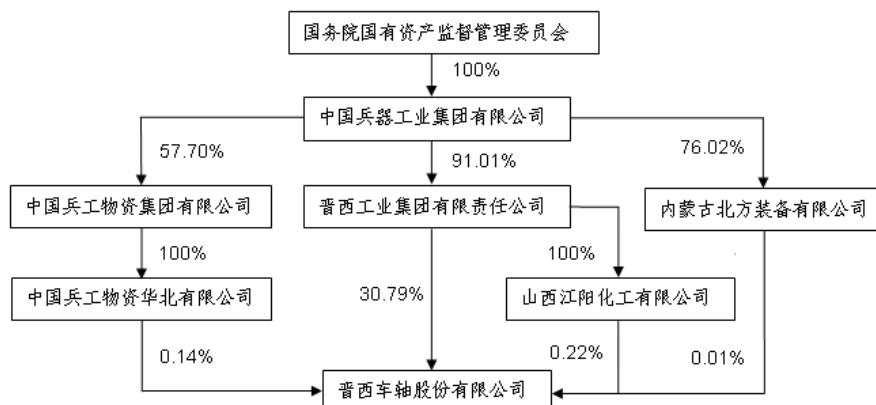 国务院国有资产监督管理委员会
100%
中国兵器工业集团有限公司
57.70%
91.01%
76.02%
中国兵工物资集团有限公司
晋西工业集团有限责任公司
内蒙古北方装备有限公司
100%
100%
中国兵工物资华北有限公司
30.79%
山西江阳化工有限公司
0.14%
0.22%
0.01%
晋西车轴股份有限公司